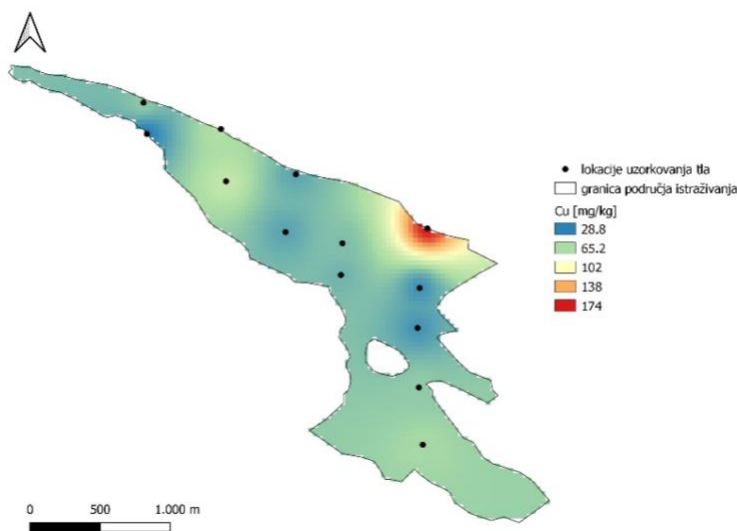 lokacije uzorkovanja tla
granica područja istraživanja
Cu [mg/kg]
28.8
65.2
102
138
174
0 500 1.000 m